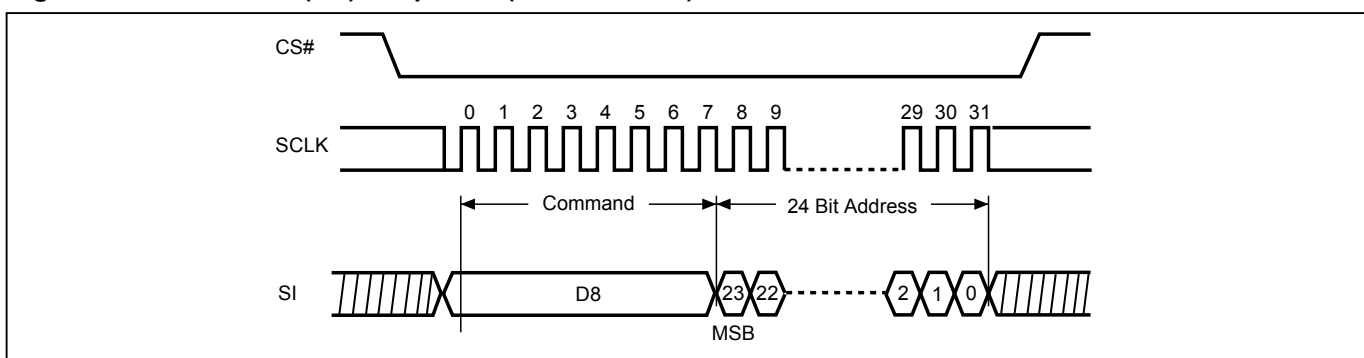 CS#
0 1 2 3 4 5 6 7 8 9 29 30 31
SCLK
Command 24 Bit Address
SI D8 23 22 2 1 0
MSB